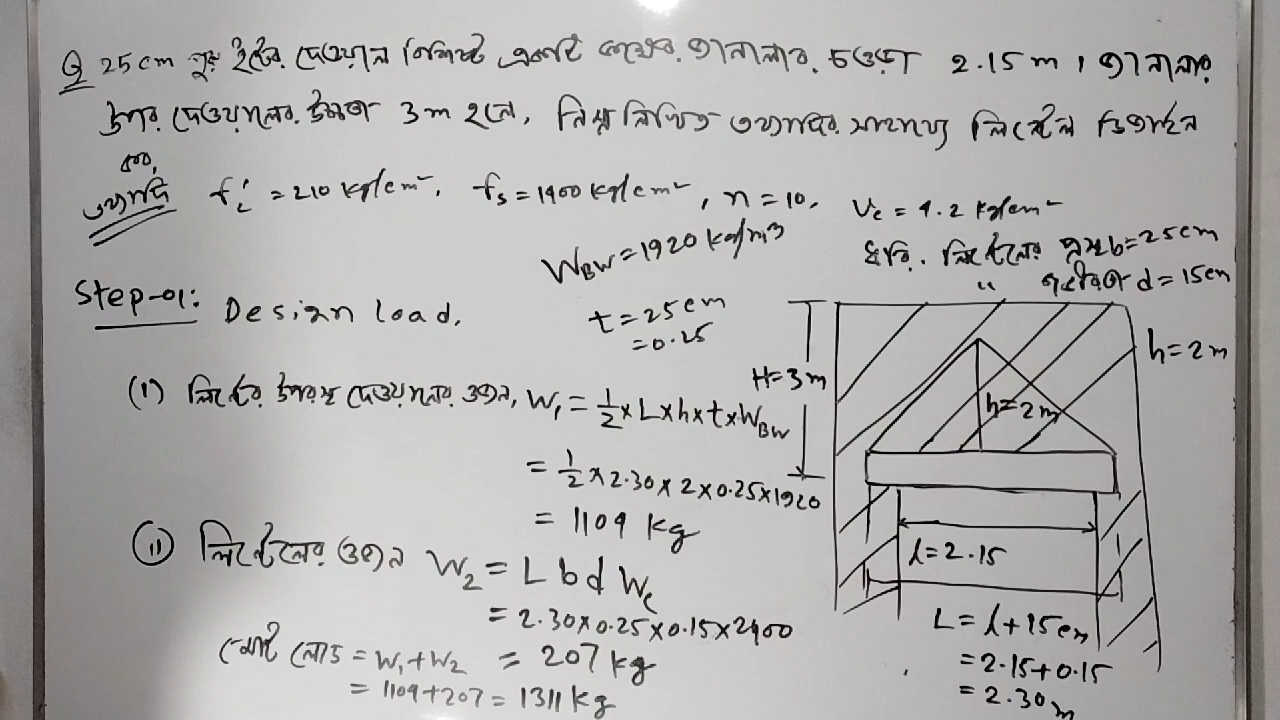 Q 25cm পুরু ইটের দেওয়াল বিশিষ্ট একটি কক্ষের জানালার চওড়া 2.15m। জানালার
উপর দেওয়ালের উচ্চতা 3m হলে, নিম্নলিখিত তথ্যাদির সাহায্যে লিন্টেল ডিজাইন
কর,
তথ্যাদি f'c = 210 kg/cm², fs = 1400 kg/cm², n = 10, Vc = 4.2 kg/cm²
WBW = 1920 kg/m3
ধরি, লিন্টেলের প্রস্থ b = 25cm
" গভীরতা d = 15cm
Step-01: Design load,
t = 25cm
= 0.25
(I) লিন্টের উপরস্থ দেওয়ালের ওজন, W₁ = 1/2 × L × h × t × WBW
= 1/2 × 2.30 × 2 × 0.25 × 1920
= 1104 kg
(II) লিন্টেলের ওজন W₂ = L b d Wc
= 2.30 × 0.25 × 0.15 × 2400
= 207 kg
মোট লোড = W₁ + W₂
= 1104 + 207 = 1311 kg
H = 3m
h = 2m
h = 2m
l = 2.15
L = l + 15cm
= 2.15 + 0.15
= 2.30m